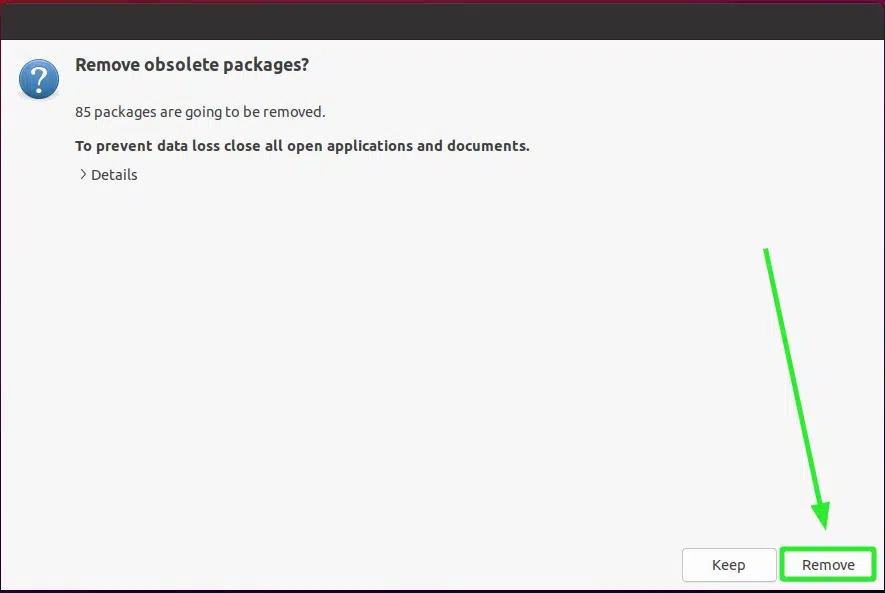 Remove obsolete packages?
85 packages are going to be removed.
To prevent data loss close all open applications and documents.
Details
Keep
Remove